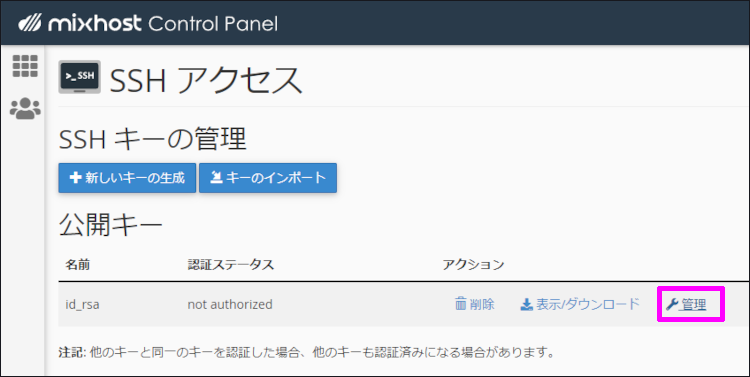 mixhost Control Panel
>_SSH
SSH アクセス
SSH キーの管理
新しいキーの生成 キーのインポート
公開キー
名前 認証ステータス アクション
id_rsa not authorized 削除 表示/ダウンロード 管理
注記: 他のキーと同一のキーを認証した場合、他のキーも認証済みになる場合があります。